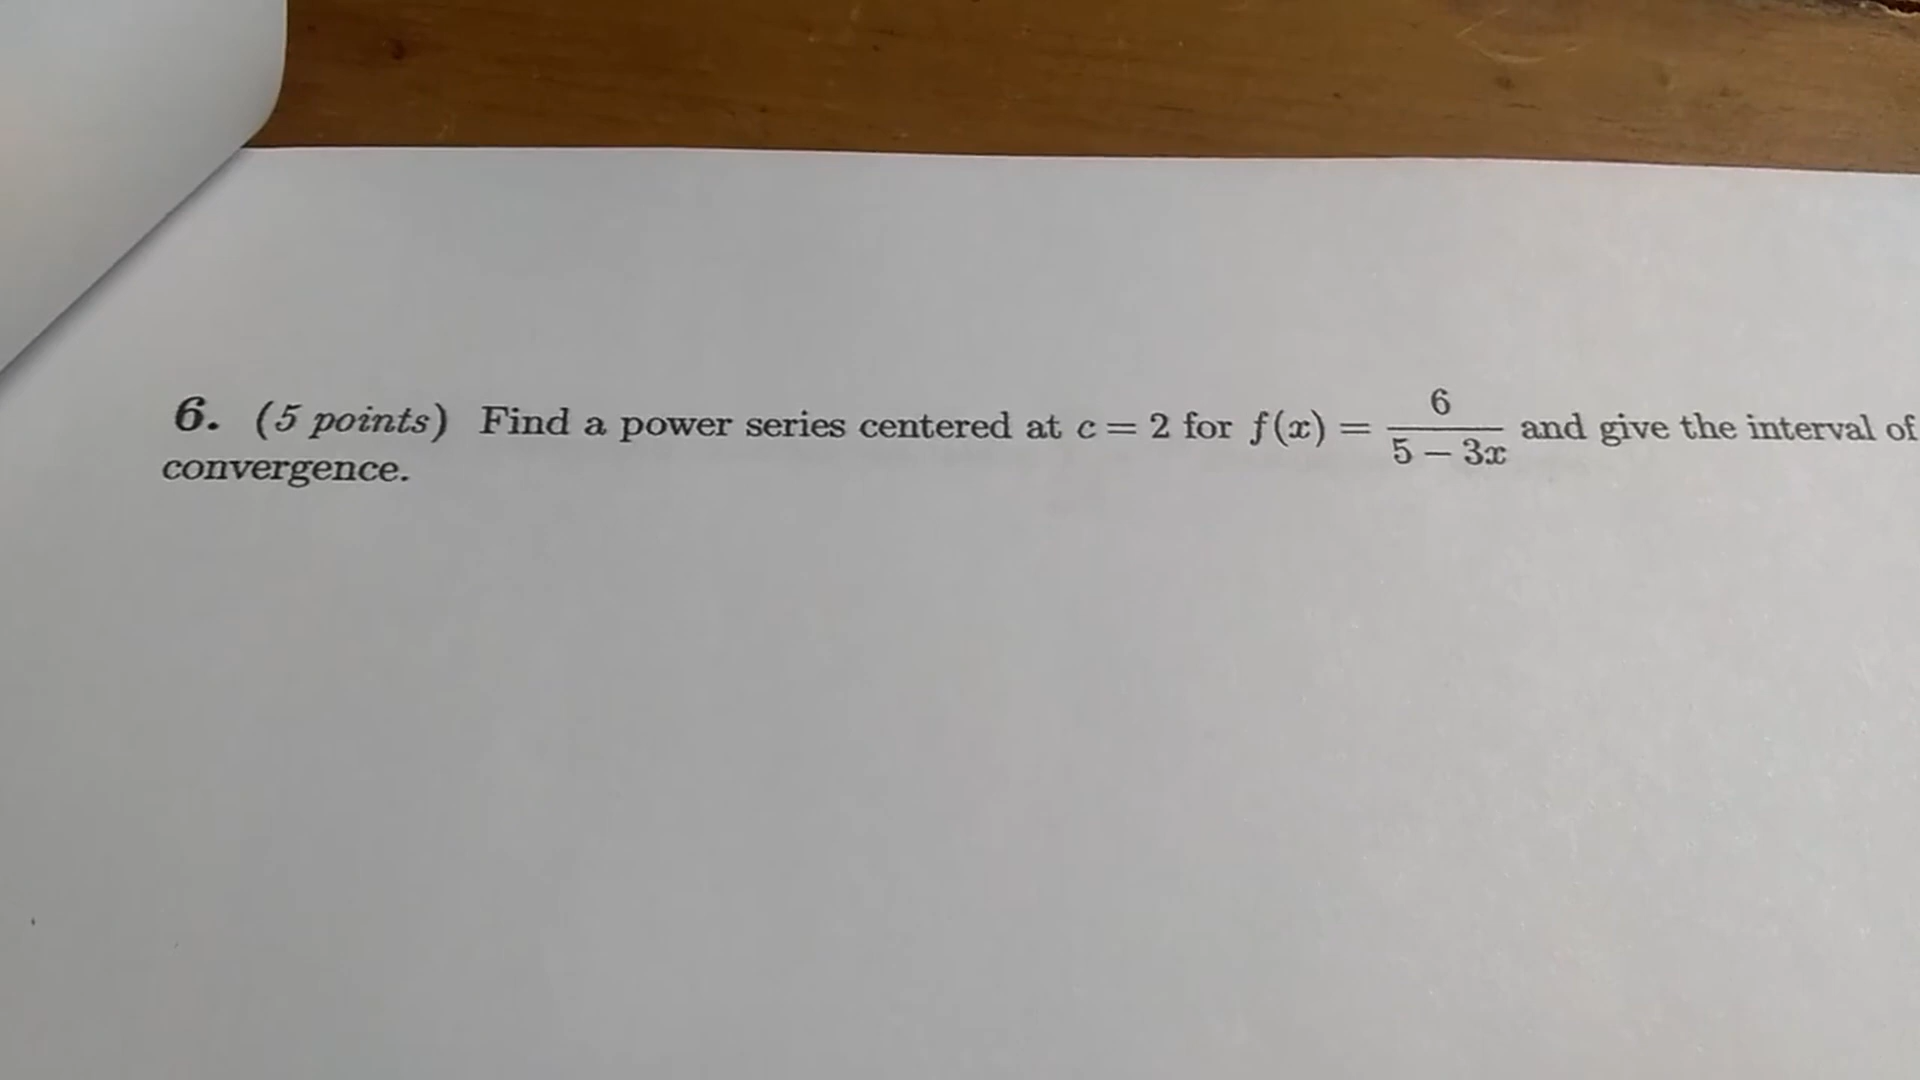 6. (5 points) Find a power series centered at c = 2 for f(x) = \frac{6}{5 - 3x} and give the interval of
convergence.